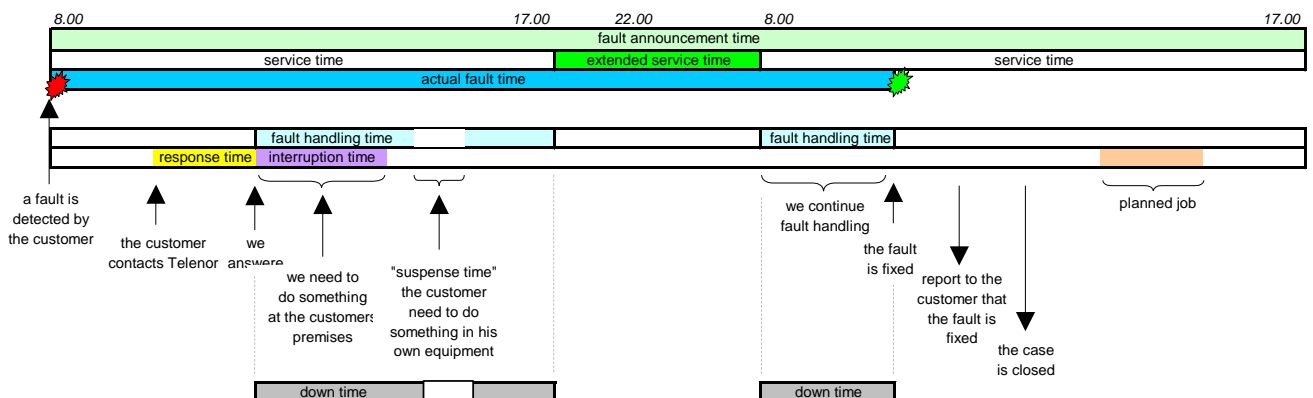 8.00 17.00 22.00 8.00 17.00
fault announcement time
service time extended service time service time
actual fault time
fault handling time fault handling time
response time interruption time
a fault is
detected by
the customer
the customer
contacts Telenor
we
answere
we need to
do something
at the customers
premises
"suspense time"
the customer
need to do
something in his
own equipment
we continue
fault handling
the fault
is fixed
report to the
customer that
the fault is
fixed
the case
is closed
planned job
down time down time